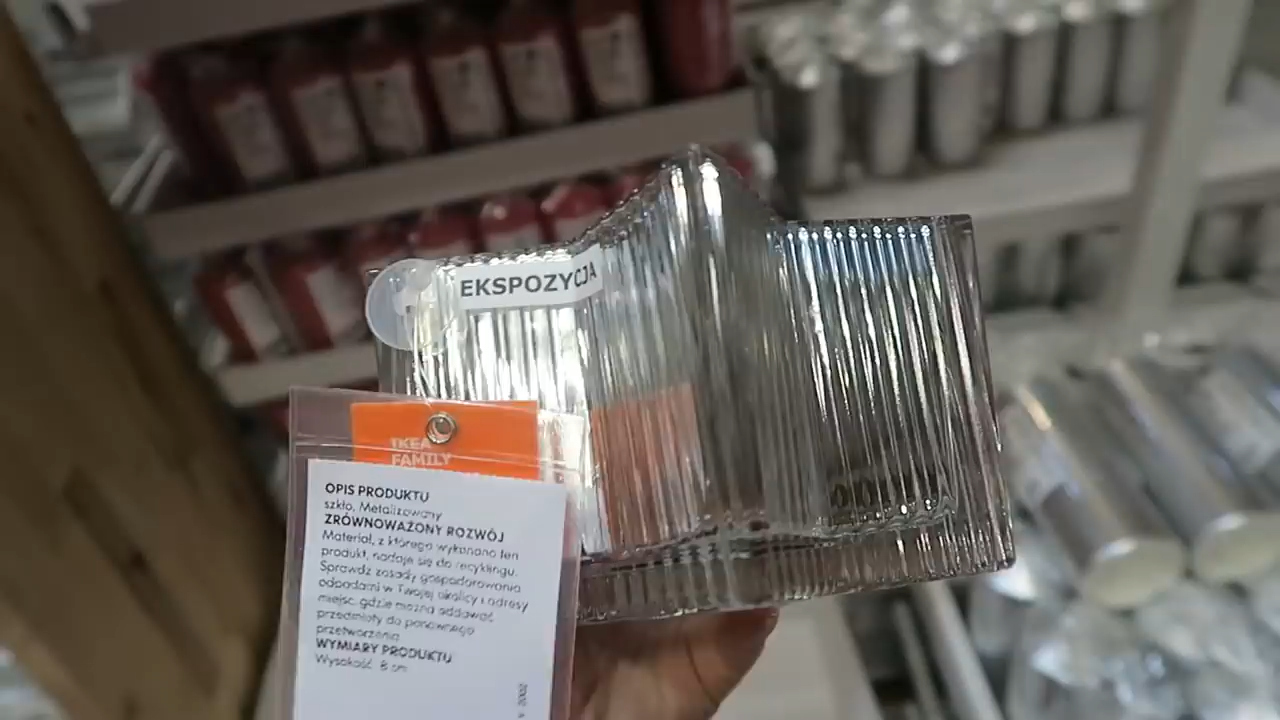 EKSPOZYCJA
IKEA
FAMILY
OPIS PRODUKTU
szkło, Metalizowany
ZRÓWNOWAŻONY ROZWÓJ
Materiał, z którego wykonano ten
produkt, nadaje się do recyklingu.
Sprawdź zasady gospodarowania
odpadami w Twojej okolicy i adresy
miejsc, gdzie można oddawać
przedmioty do ponownego
przetworzenia
WYMIARY PRODUKTU
Wysokość: 8 cm